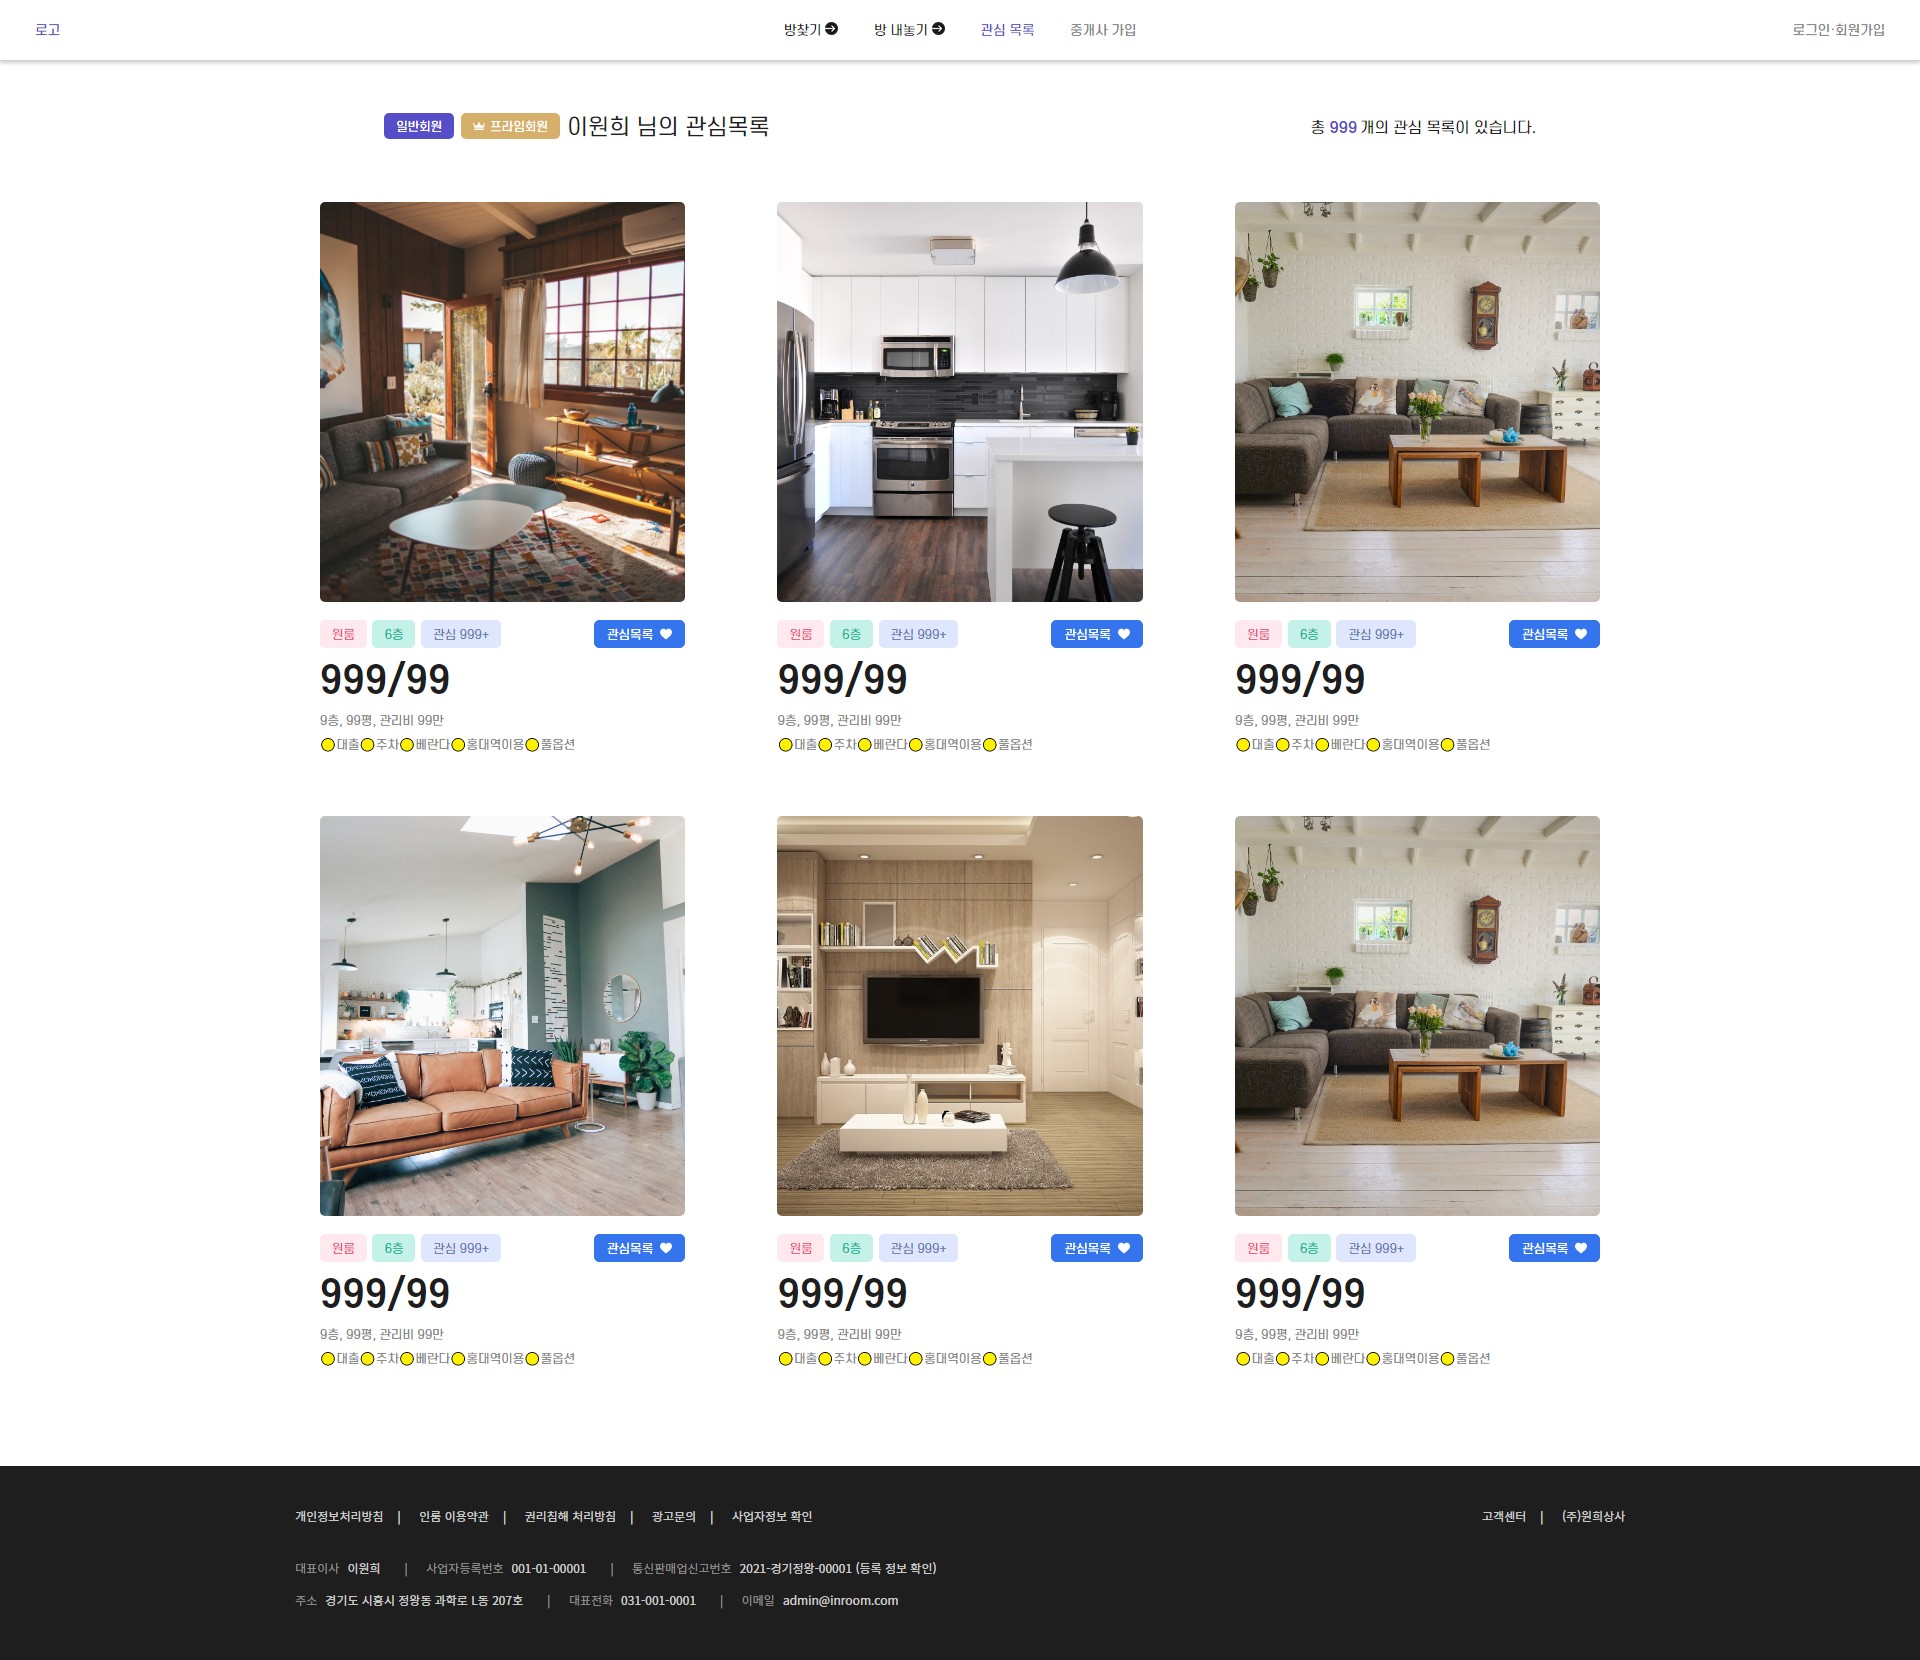 로고
방찾기
방 내놓기
관심 목록
중개사 가입
로그인·회원가입
일반회원
프라임회원
이원희 님의 관심목록
총 999 개의 관심 목록이 있습니다.
원룸
6층
관심 999+
관심목록
999/99
9층, 99평, 관리비 99만
대출 주차 베란다 홍대역이용 풀옵션
원룸
6층
관심 999+
관심목록
999/99
9층, 99평, 관리비 99만
대출 주차 베란다 홍대역이용 풀옵션
원룸
6층
관심 999+
관심목록
999/99
9층, 99평, 관리비 99만
대출 주차 베란다 홍대역이용 풀옵션
원룸
6층
관심 999+
관심목록
999/99
9층, 99평, 관리비 99만
대출 주차 베란다 홍대역이용 풀옵션
원룸
6층
관심 999+
관심목록
999/99
9층, 99평, 관리비 99만
대출 주차 베란다 홍대역이용 풀옵션
원룸
6층
관심 999+
관심목록
999/99
9층, 99평, 관리비 99만
대출 주차 베란다 홍대역이용 풀옵션
개인정보처리방침 | 인룸 이용약관 | 권리침해 처리방침 | 광고문의 | 사업자정보 확인
고객센터 | (주)원희상사
대표이사 이원희 | 사업자등록번호 001-01-00001 | 통신판매업신고번호 2021-경기정왕-00001 (등록 정보 확인)
주소 경기도 시흥시 정왕동 과학로 L동 207호 | 대표전화 031-001-0001 | 이메일 admin@inroom.com